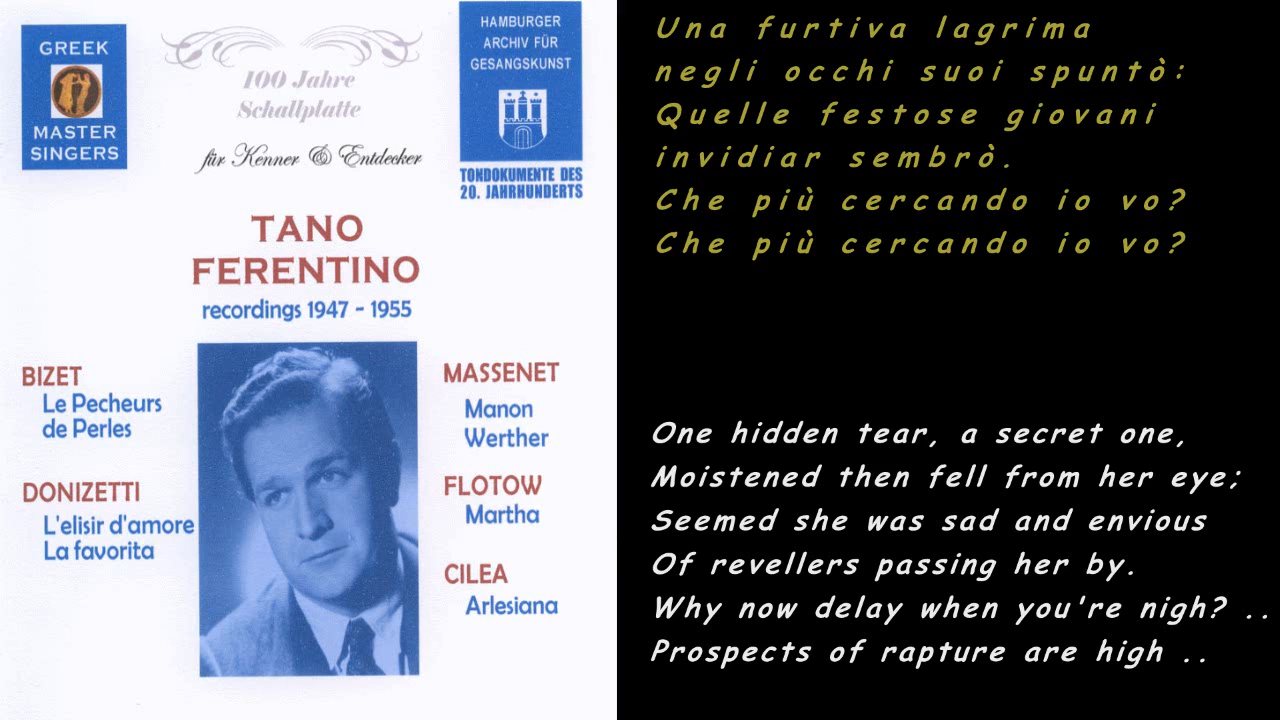 GREEK
MASTER
SINGERS
100 Jahre
Schallplatte
für Kenner & Entdecker
HAMBURGER
ARCHIV FÜR
GESANGSKUNST
TONDOKUMENTE DES
20. JAHRHUNDERTS
TANO
FERENTINO
recordings 1947 - 1955
BIZET
Le Pecheurs
de Perles
DONIZETTI
L'elisir d'amore
La favorita
MASSENET
Manon
Werther
FLOTOW
Martha
CILEA
Arlesiana
Una furtiva lagrima
negli occhi suoi spuntò:
Quelle festose giovani
invidiar sembrò.
Che più cercando io vo?
Che più cercando io vo?
One hidden tear, a secret one,
Moistened then fell from her eye;
Seemed she was sad and envious
Of revellers passing her by.
Why now delay when you're nigh? ..
Prospects of rapture are high ..